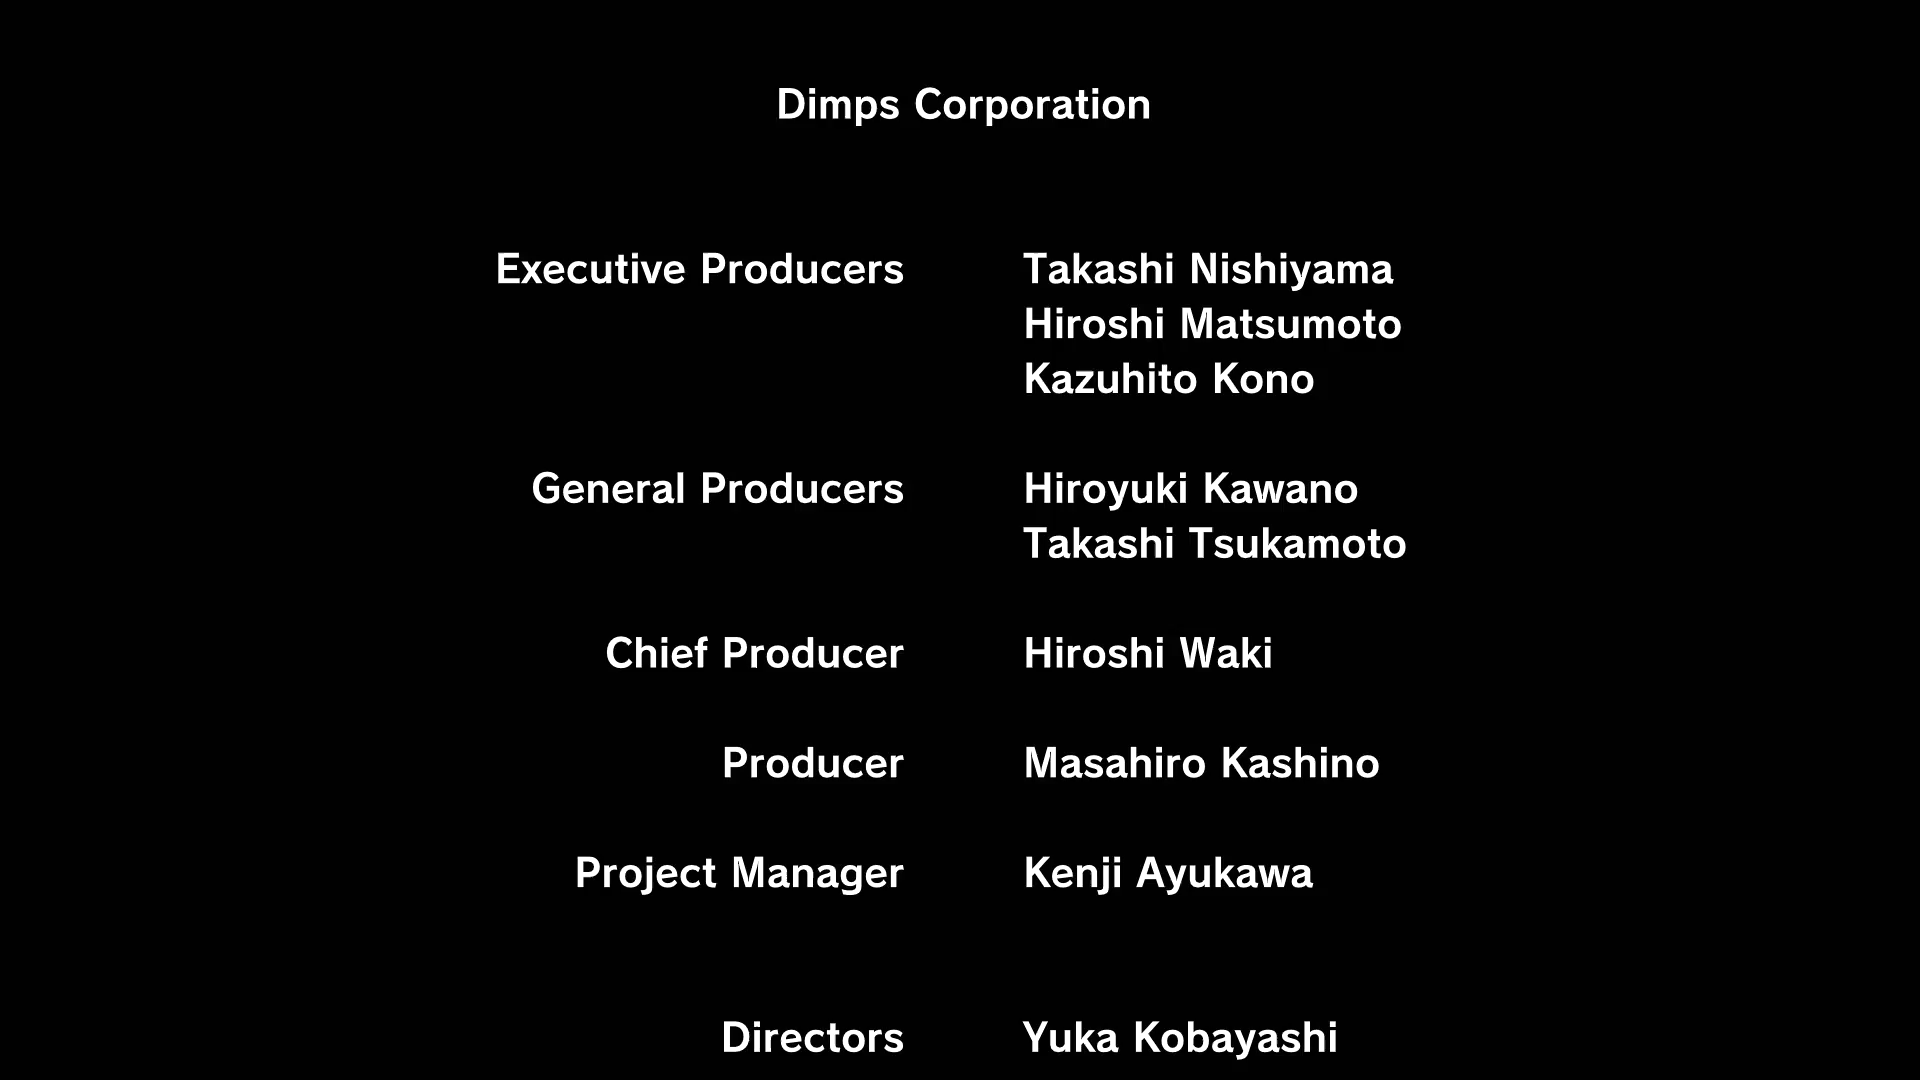 Dimps Corporation
Executive Producers Takashi Nishiyama
Hiroshi Matsumoto
Kazuhito Kono
General Producers Hiroyuki Kawano
Takashi Tsukamoto
Chief Producer Hiroshi Waki
Producer Masahiro Kashino
Project Manager Kenji Ayukawa
Directors Yuka Kobayashi